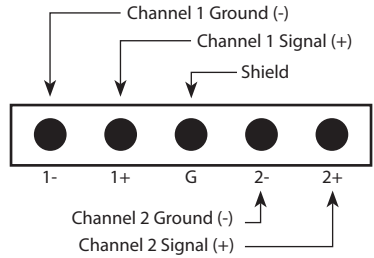 Channel 1 Ground (-)
Channel 1 Signal (+)
Shield
1- 1+ G 2- 2+
Channel 2 Ground (-)
Channel 2 Signal (+)